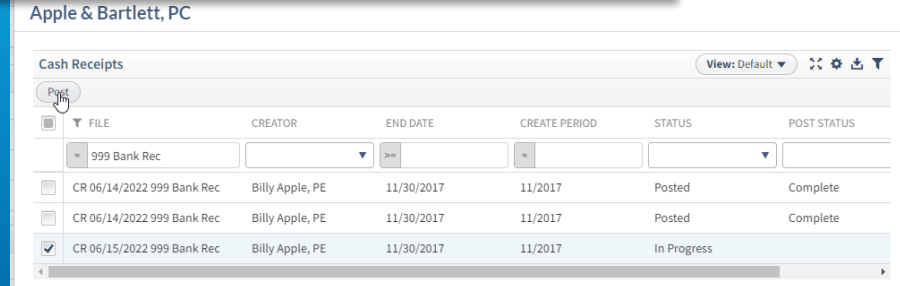 Apple & Bartlett, PC
Cash Receipts
View: Default
Post
FILE CREATOR END DATE CREATE PERIOD STATUS POST STATUS
≈ 999 Bank Rec >= ≈
CR 06/14/2022 999 Bank Rec Billy Apple, PE 11/30/2017 11/2017 Posted Complete
CR 06/14/2022 999 Bank Rec Billy Apple, PE 11/30/2017 11/2017 Posted Complete
CR 06/15/2022 999 Bank Rec Billy Apple, PE 11/30/2017 11/2017 In Progress